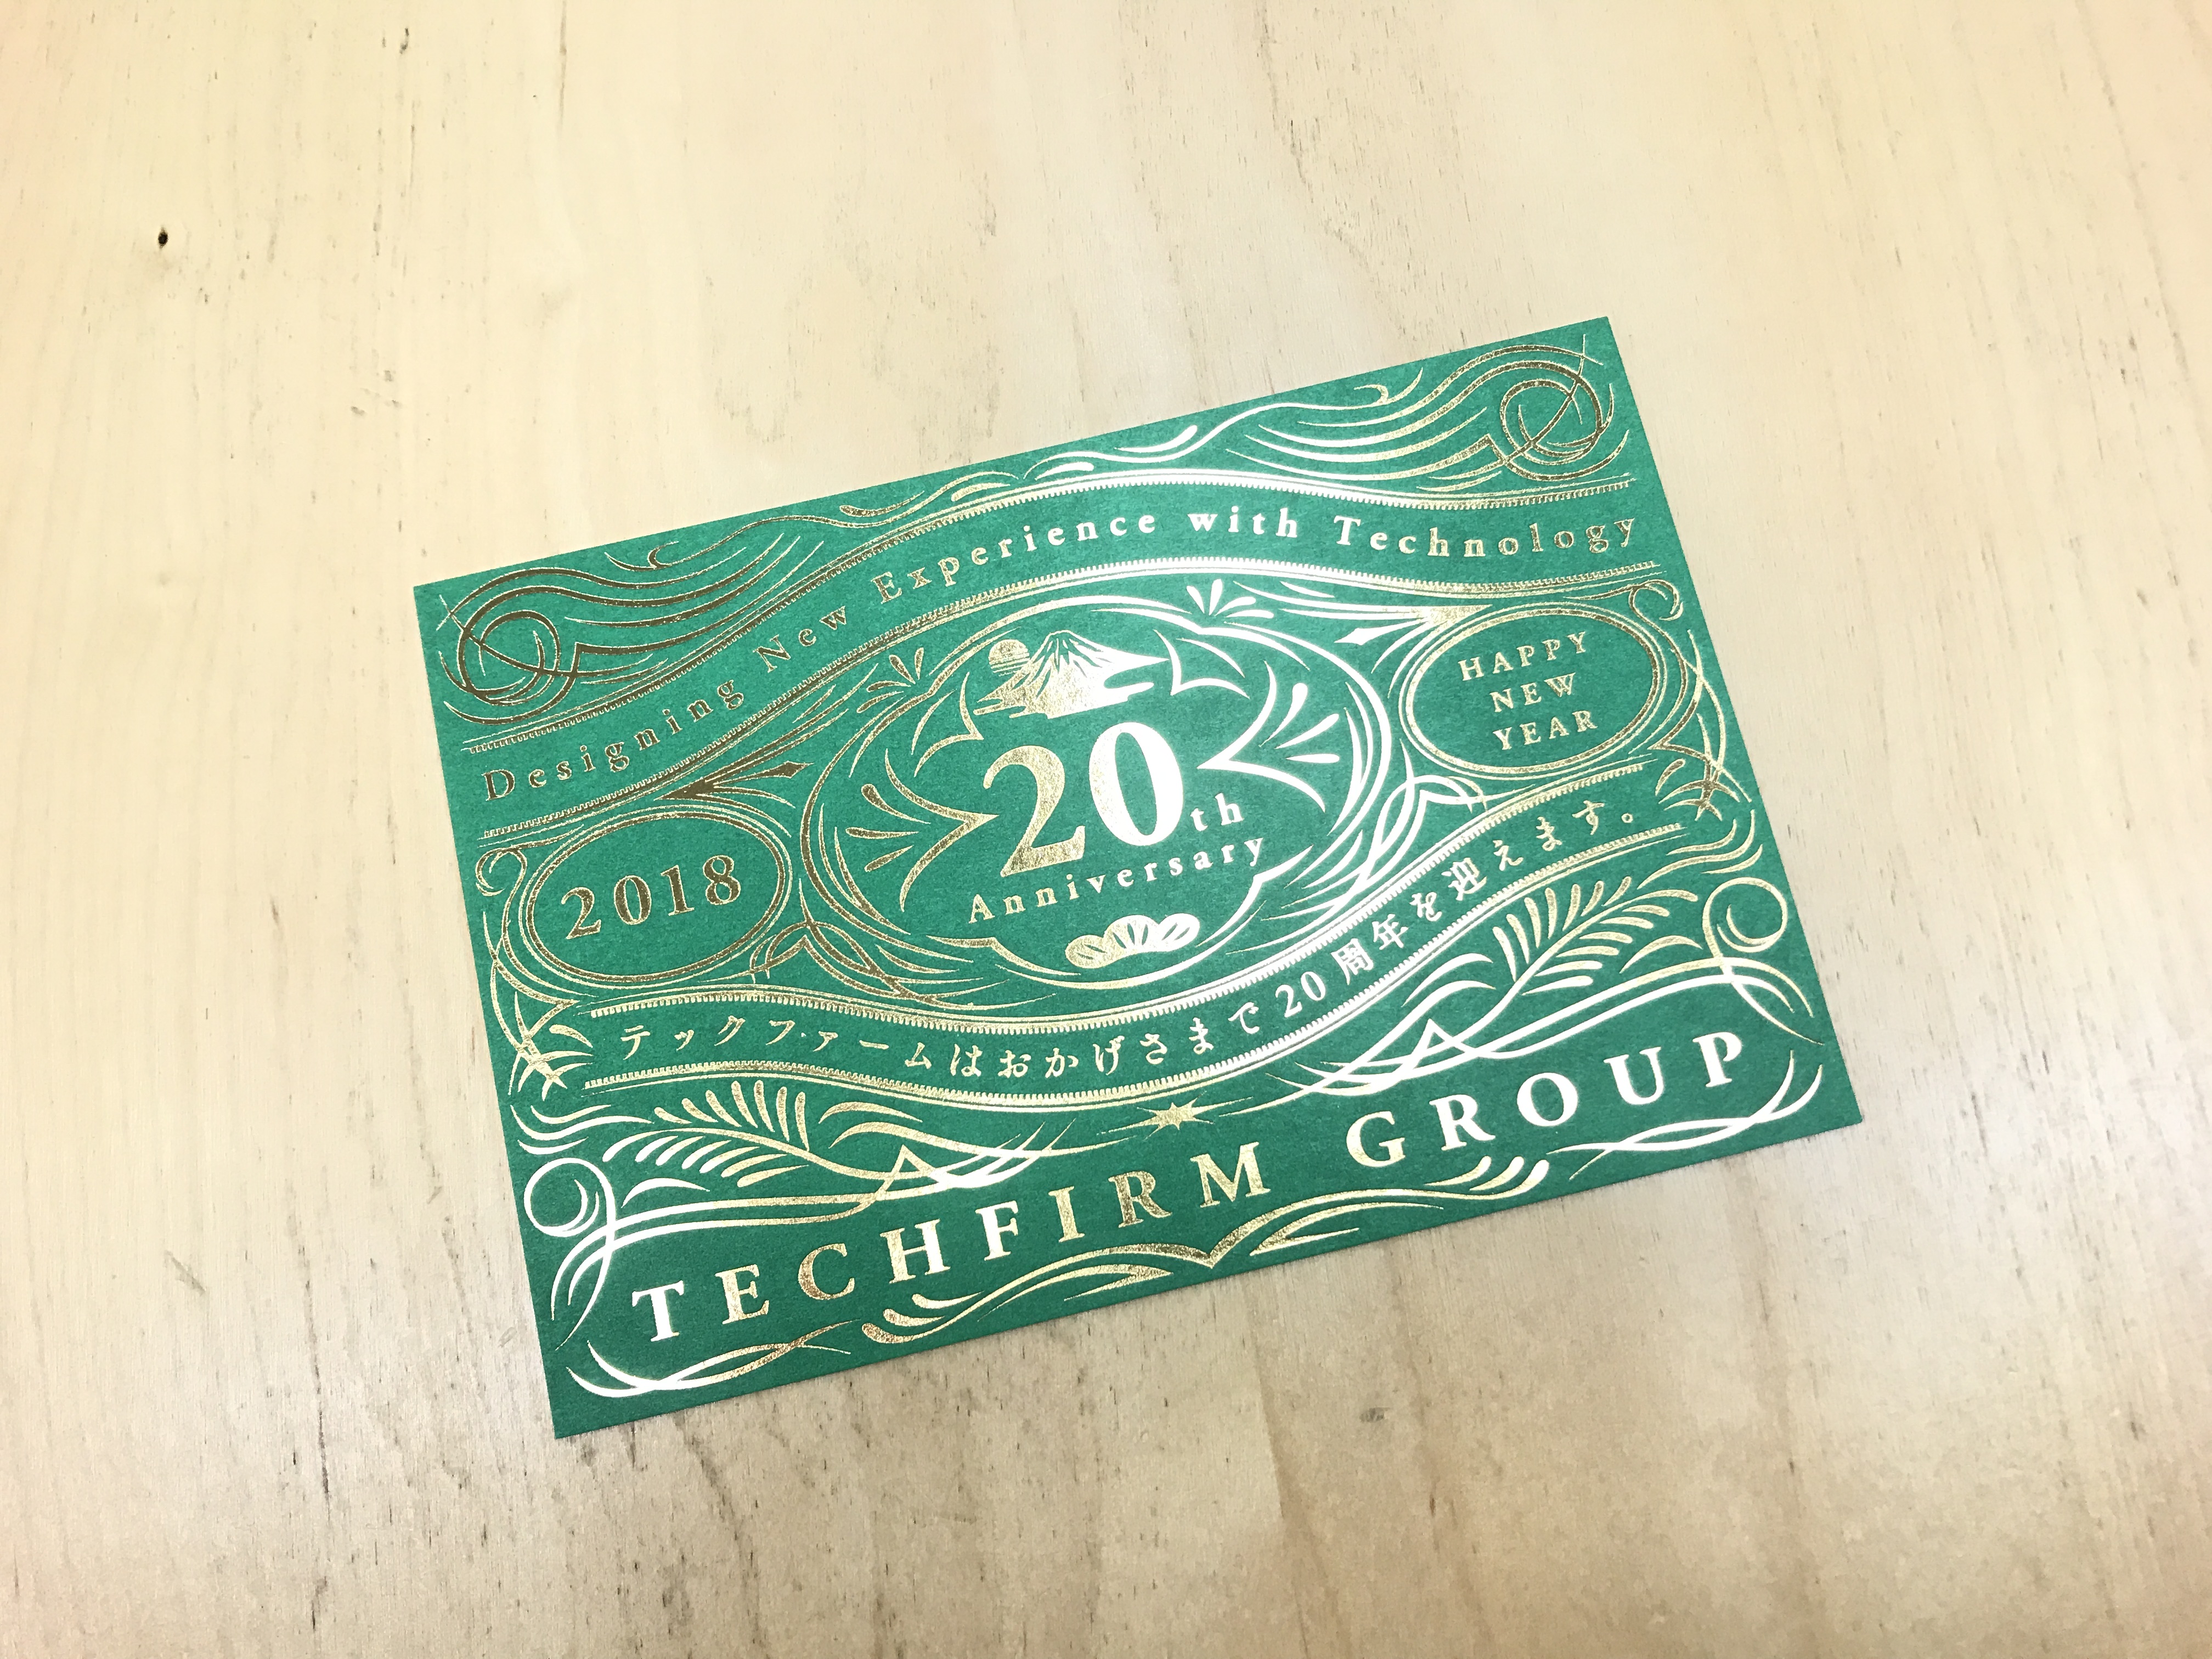 Designing New Experience with Technology
20th
Anniversary
2018
HAPPY
NEW
YEAR
テックファームはおかげさまで20周年を迎えます。
TECHFIRM GROUP